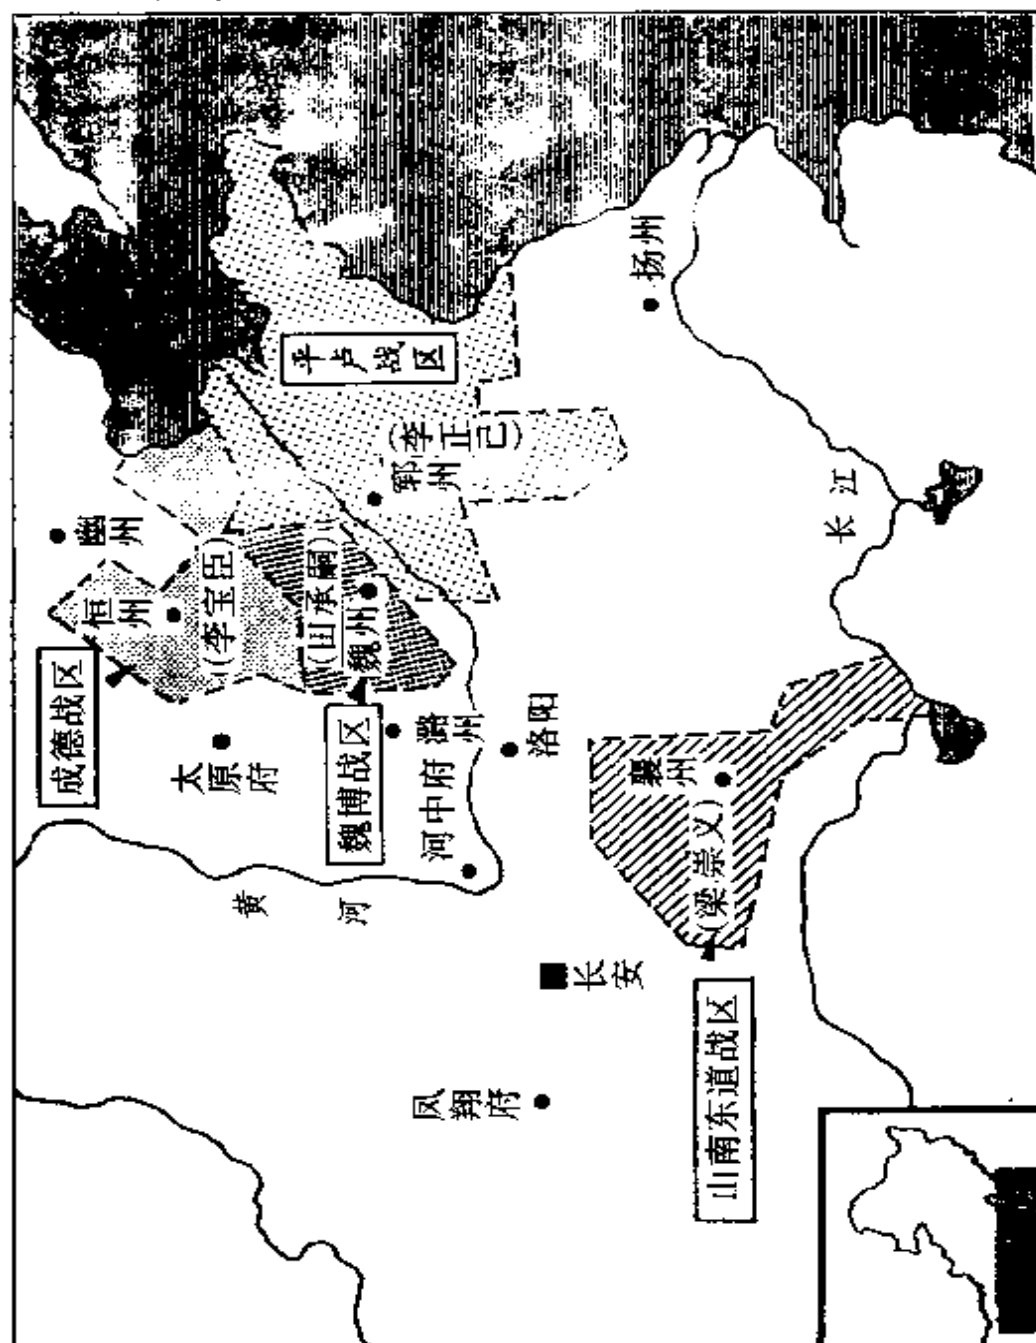 扬州
平卢战区
(李正己)
郓州
幽州
恒州
(李宝臣)
(田承嗣)
魏州
成德战区
魏博战区
太原府
潞州
河中府
洛阳
襄州
(梁崇义)
山南东道战区
黄河
长江
长安
凤翔府